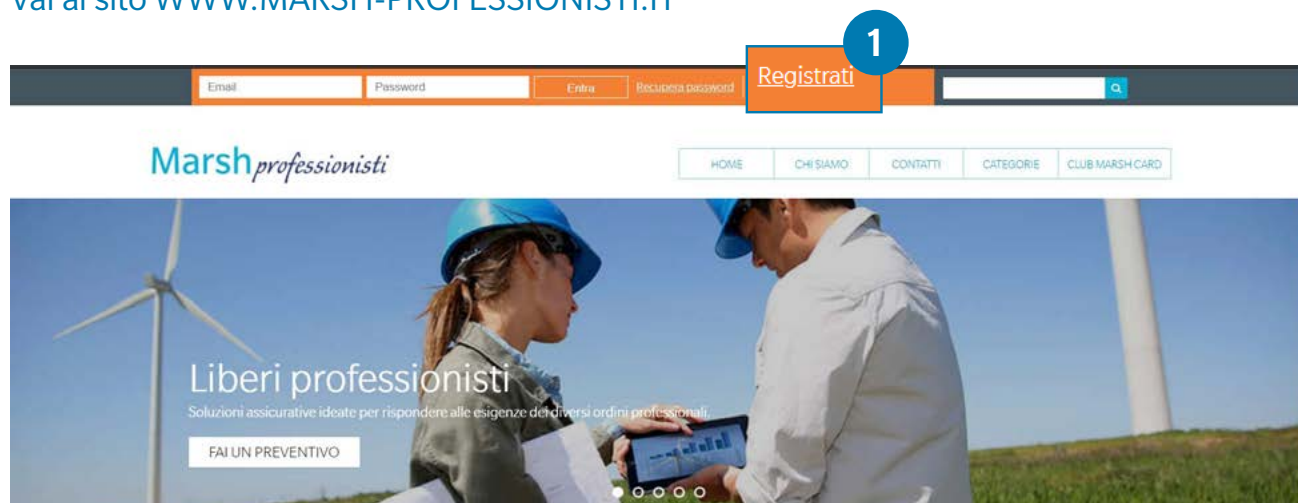 Vai al sito WWW.MARSH-PROFESSIONISTI.IT
1
Email
Password
Entra
Recupera password
Registrati
Marsh professionisti
HOME
CHI SIAMO
CONTATTI
CATEGORIE
CLUB MARSH CARD
Liberi professionisti
Soluzioni assicurative ideate per rispondere alle esigenze dei diversi ordini professionali.
FAI UN PREVENTIVO